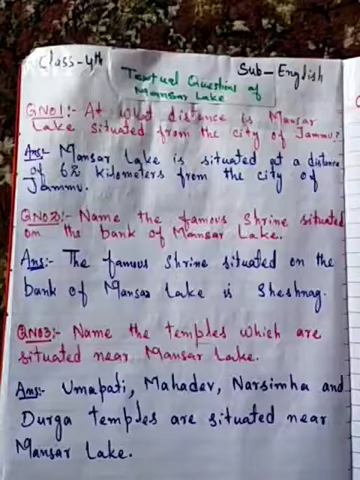 Class-4th
Sub-English
Textual Questions of
Mansar Lake
QNO1:- At what distance is Mansar
Lake situated from the city of Jammu?
Ans:- Mansar Lake is situated at a distance
of 62 kilometers from the city of
Jammu.
QNO2:- Name the famous Shrine situated
on the bank of Mansar Lake.
Ans:- The famous Shrine situated on the
bank of Mansar Lake is Sheshnag.
QNO3:- Name the temples which are
situated near Mansar Lake.
Ans:- Umapati, Mahadev, Narsimha and
Durga temples are situated near
Mansar Lake.